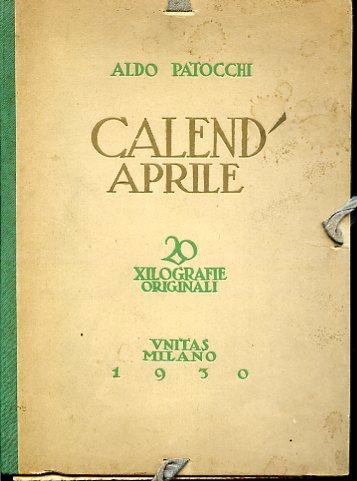 ALDO PATOCCHI
CALEND'
APRILE
20
XILOGRAFIE
ORIGINALI
VNITAS
MILANO
1930